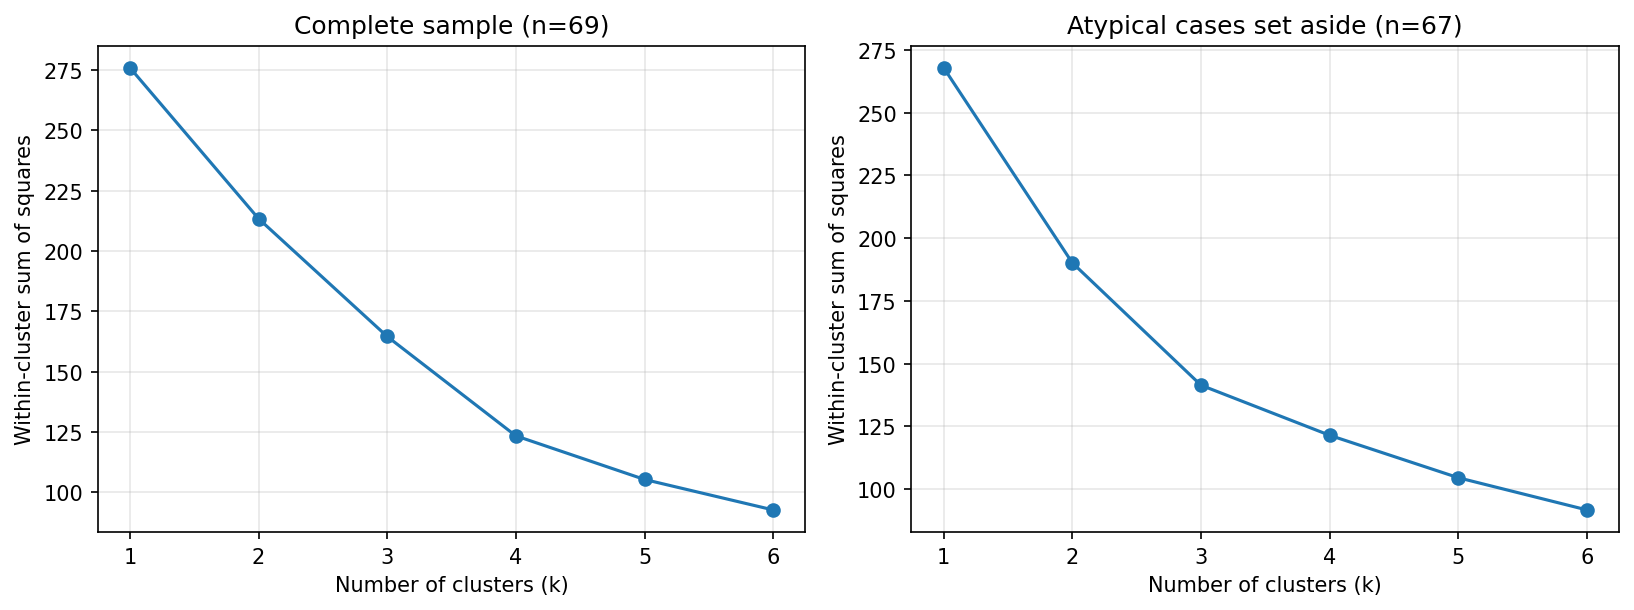 Complete sample (n=69)
Within-cluster sum of squares
275
250
225
200
175
150
125
100
1 2 3 4 5 6
Number of clusters (k)
Atypical cases set aside (n=67)
Within-cluster sum of squares
275
250
225
200
175
150
125
100
1 2 3 4 5 6
Number of clusters (k)